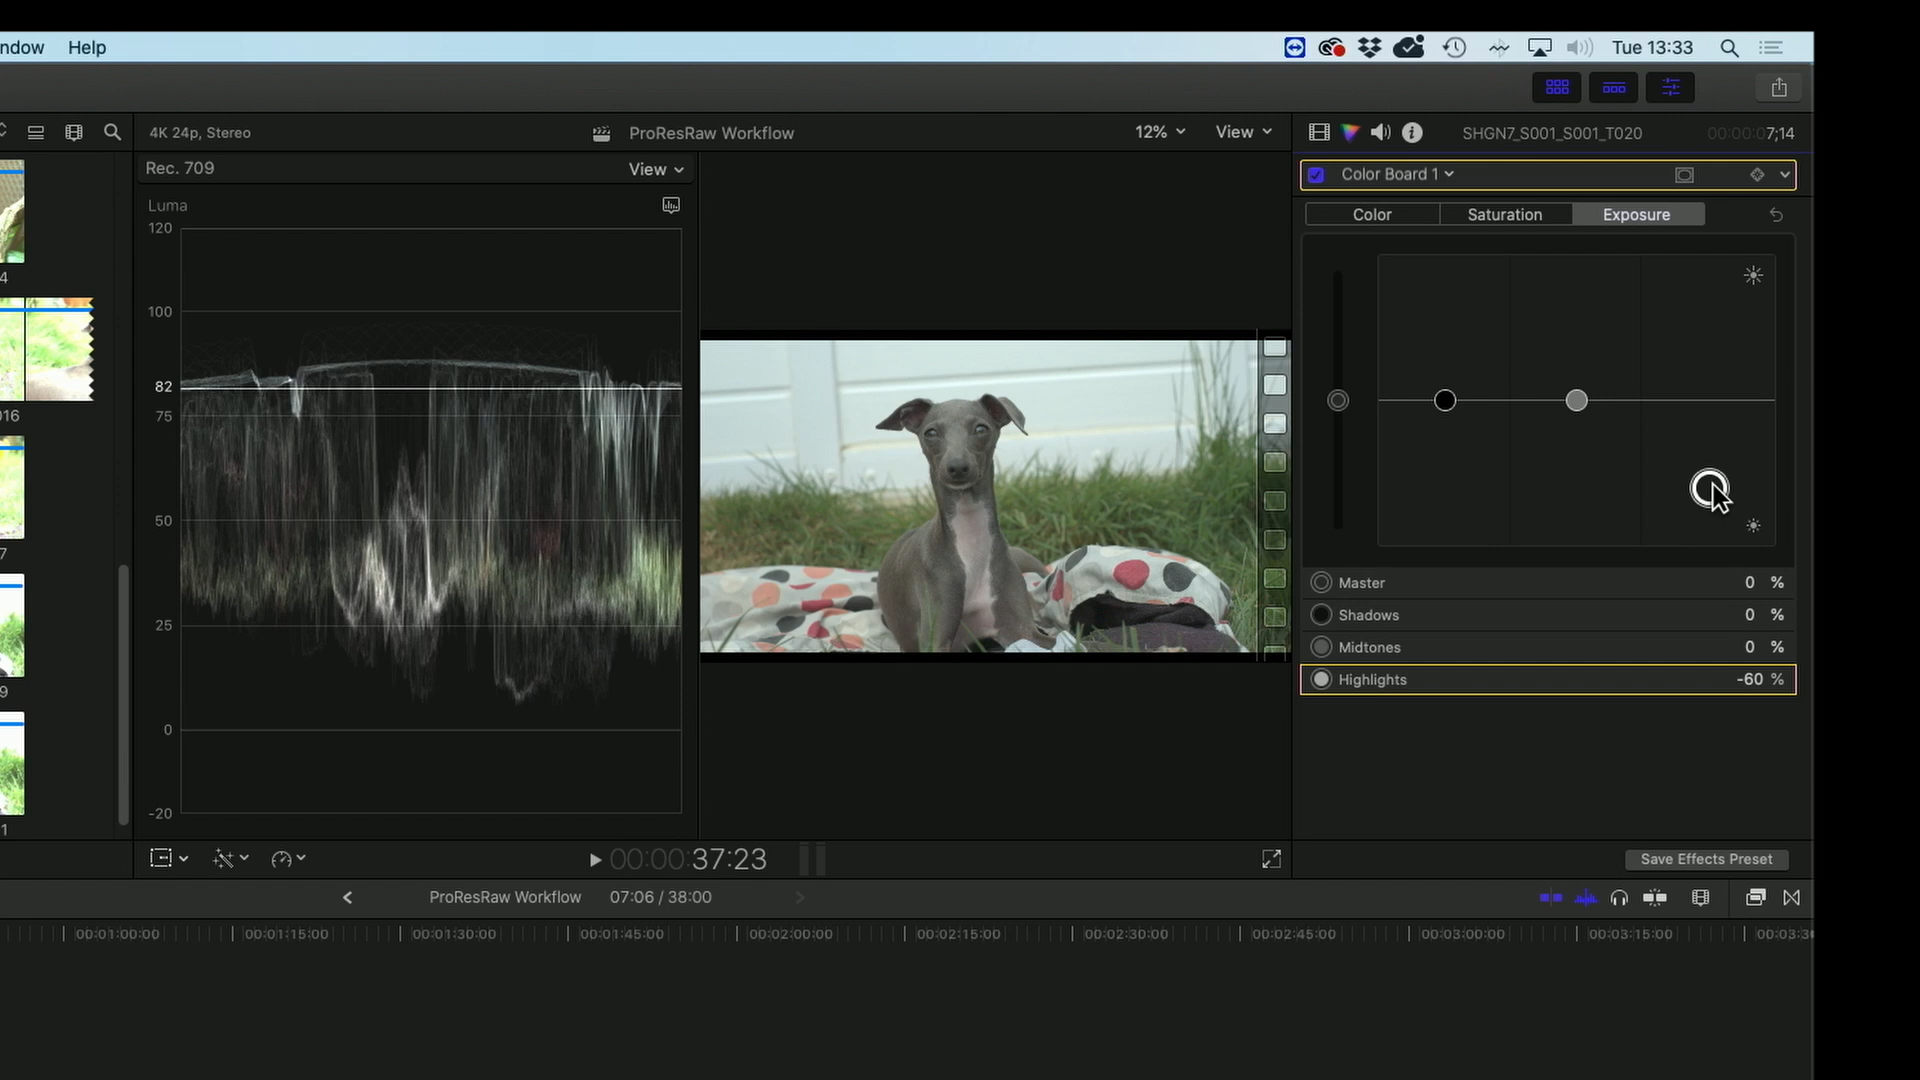 ndow Help Tue 13:33
4K 24p, Stereo ProResRaw Workflow 12% View SHGN7_S001_S001_T020 00:00:07;14
Rec. 709 View Color Board 1
Luma Color Saturation Exposure
120
100
82
75
50
25
0
-20
4
016
7
9
1
Master 0 %
Shadows 0 %
Midtones 0 %
Highlights -60 %
00:00:37:23 Save Effects Preset
ProResRaw Workflow 07:06 / 38:00
00:01:00:00 00:01:15:00 00:01:30:00 00:01:45:00 00:02:00:00 00:02:15:00 00:02:30:00 00:02:45:00 00:03:00:00 00:03:15:00 00:03:3